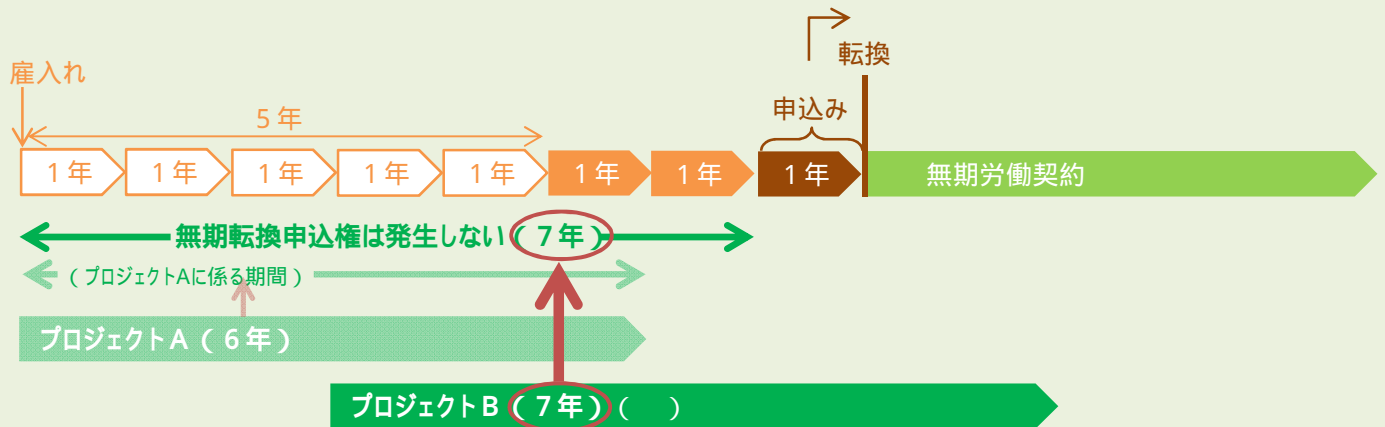 転換
雇入れ
申込み
5年
1年 1年 1年 1年 1年 1年 1年 1年 無期労働契約
無期転換申込権は発生しない(7年)
(プロジェクトAに係る期間)
プロジェクトA(6年)
プロジェクトB(7年)( )